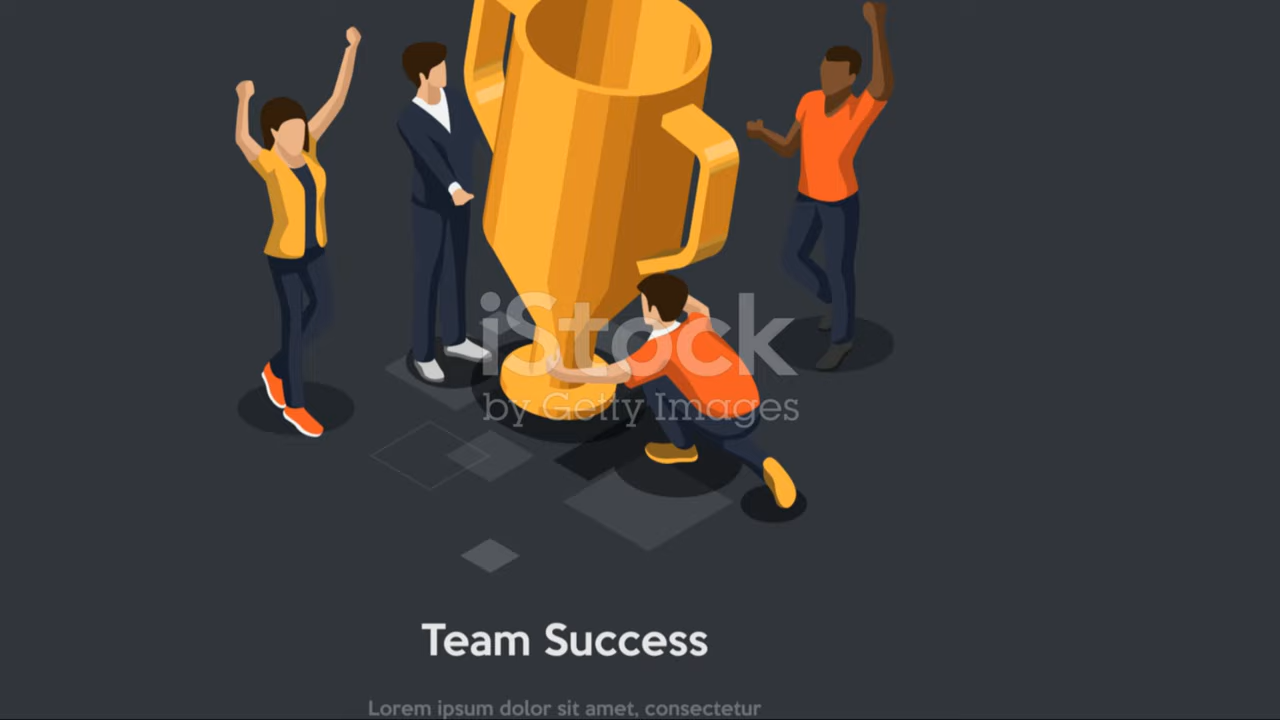 iStock
by Getty Images
Team Success
Lorem ipsum dolor sit amet, consectetur